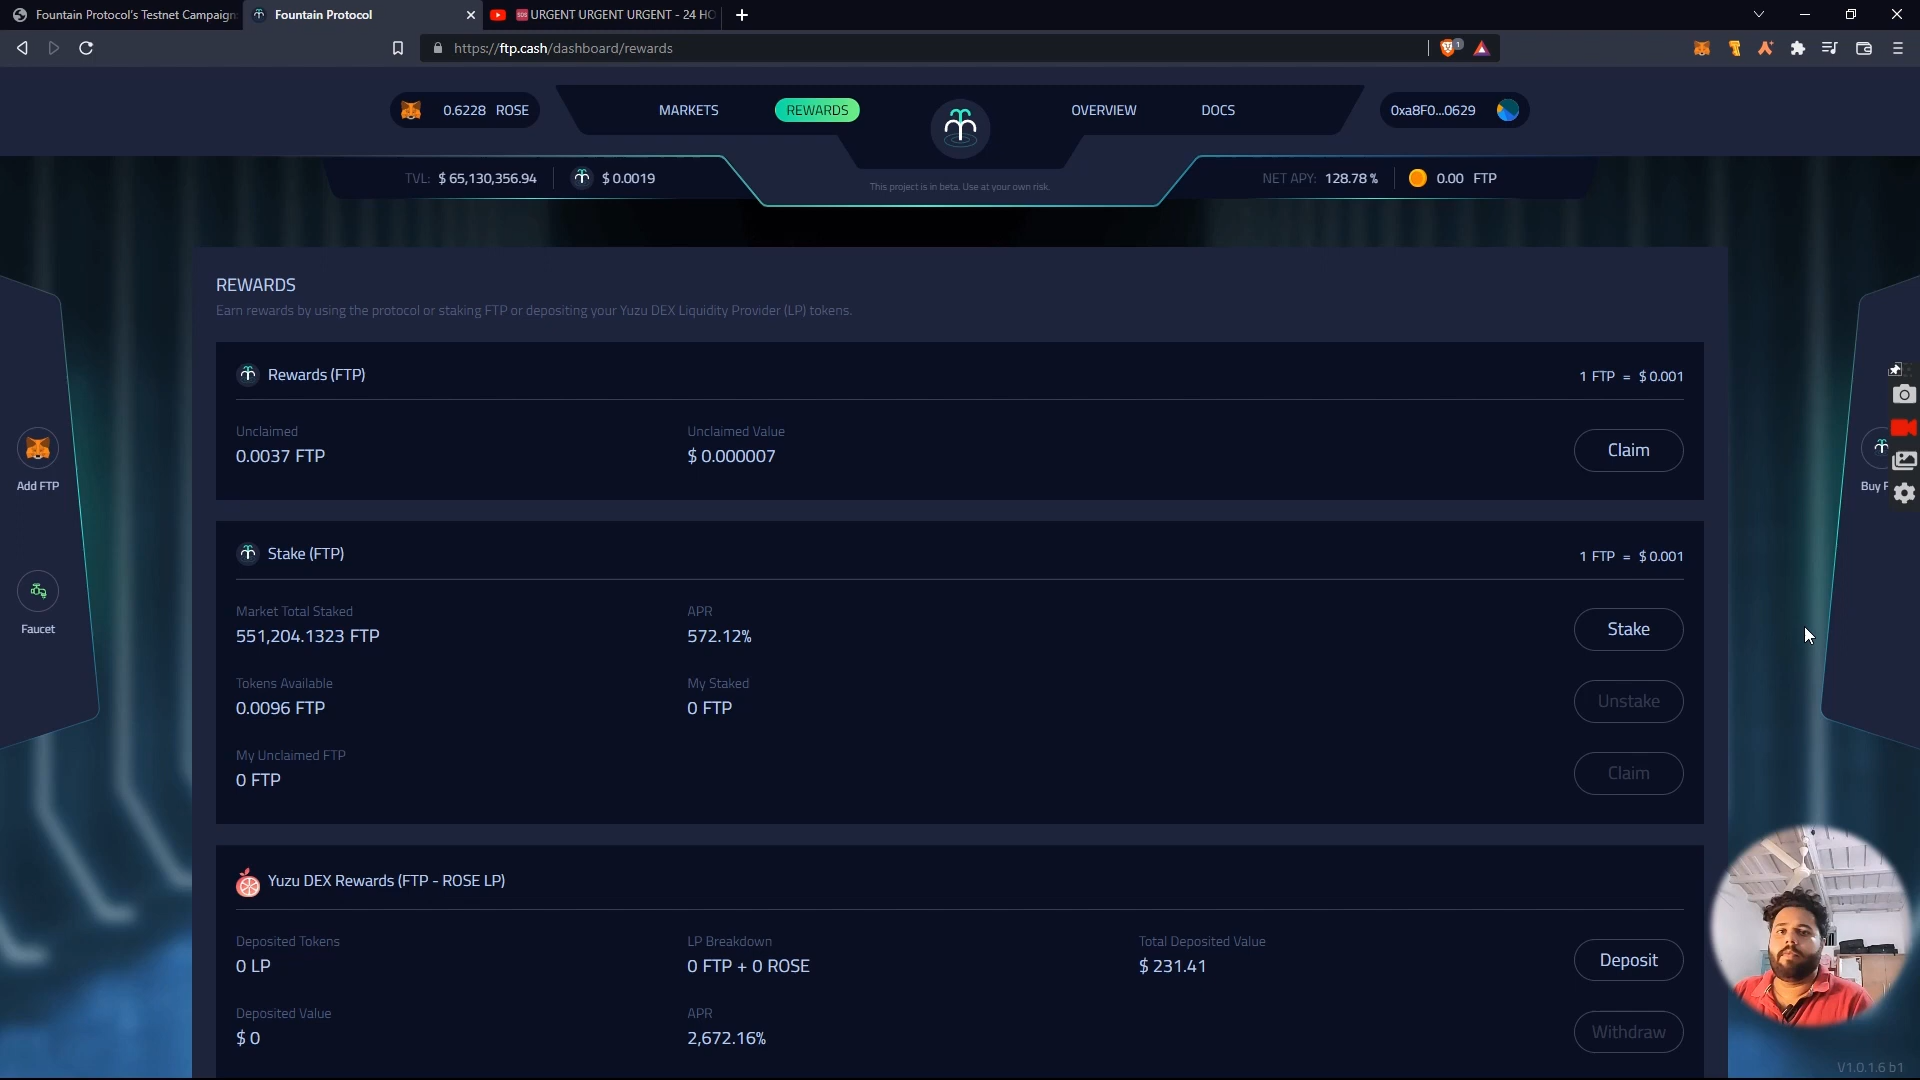 Fountain Protocol's Testnet Campaign
Fountain Protocol
SOS URGENT URGENT URGENT - 24 HO
https://ftp.cash/dashboard/rewards
1
0.6228 ROSE
MARKETS
REWARDS
OVERVIEW
DOCS
0xa8F0...0629
TVL: $ 65,130,356.94
$ 0.0019
This project is in beta. Use at your own risk.
NET APY: 128.78 %
0.00 FTP
REWARDS
Earn rewards by using the protocol or staking FTP or depositing your Yuzu DEX Liquidity Provider (LP) tokens.
Rewards (FTP)
1 FTP = $ 0.001
Unclaimed
Unclaimed Value
0.0037 FTP
$ 0.000007
Claim
Add FTP
Buy F
Stake (FTP)
1 FTP = $ 0.001
Market Total Staked
APR
551,204.1323 FTP
572.12%
Stake
Faucet
Tokens Available
My Staked
0.0096 FTP
0 FTP
Unstake
My Unclaimed FTP
0 FTP
Claim
Yuzu DEX Rewards (FTP - ROSE LP)
Deposited Tokens
LP Breakdown
Total Deposited Value
0 LP
0 FTP + 0 ROSE
$ 231.41
Deposit
Deposited Value
APR
$ 0
2,672.16%
Withdraw
V1.0.1.6 b1